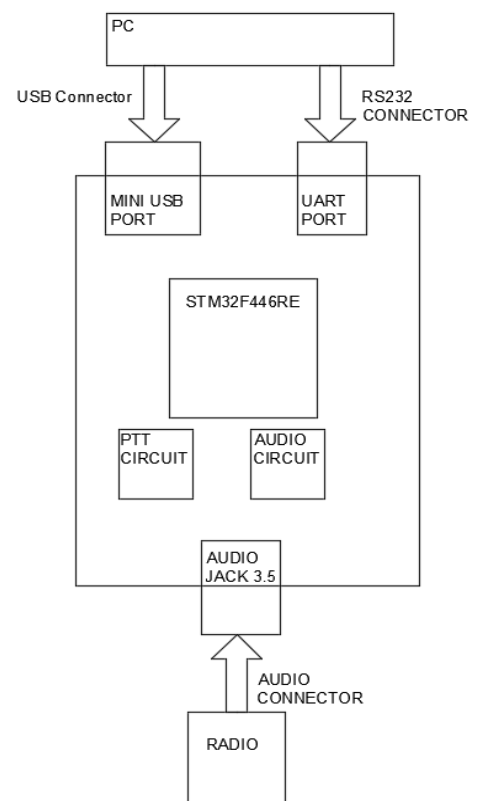 PC
USB Connector
RS232
CONNECTOR
MINI USB
PORT
UART
PORT
STM32F446RE
PTT
CIRCUIT
AUDIO
CIRCUIT
AUDIO
JACK 3.5
AUDIO
CONNECTOR
RADIO